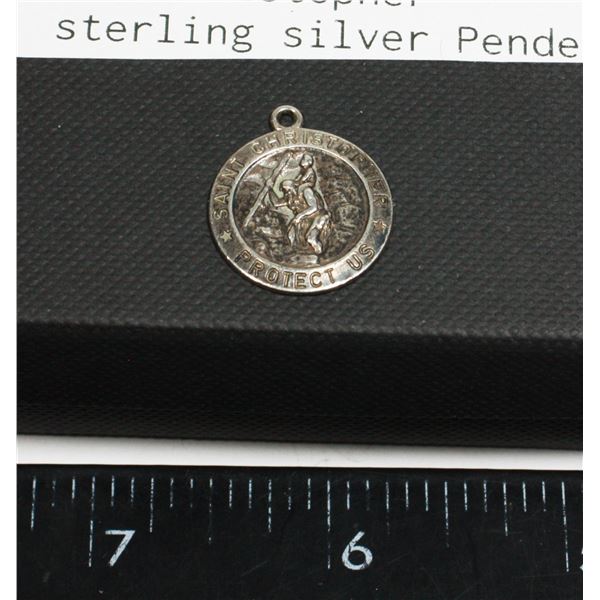 sterling silver Pende
SAINT CHRISTOPHER
PROTECT US
7 6